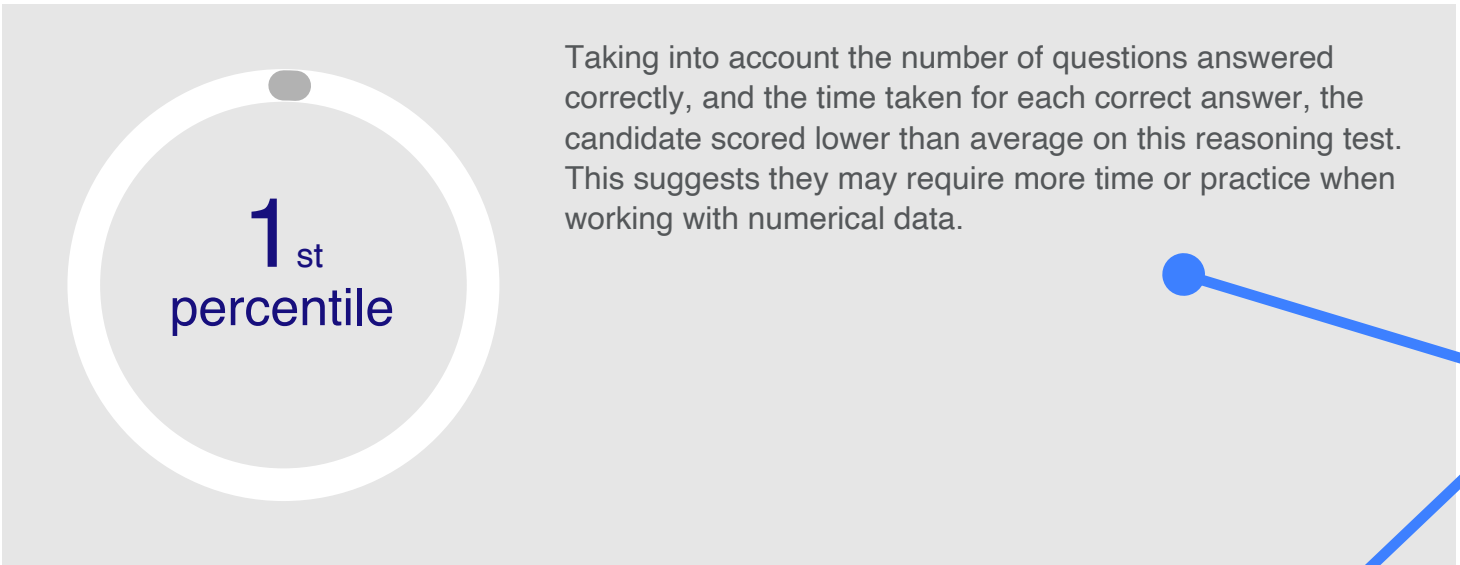 1 st
percentile
Taking into account the number of questions answered
correctly, and the time taken for each correct answer, the
candidate scored lower than average on this reasoning test.
This suggests they may require more time or practice when
working with numerical data.